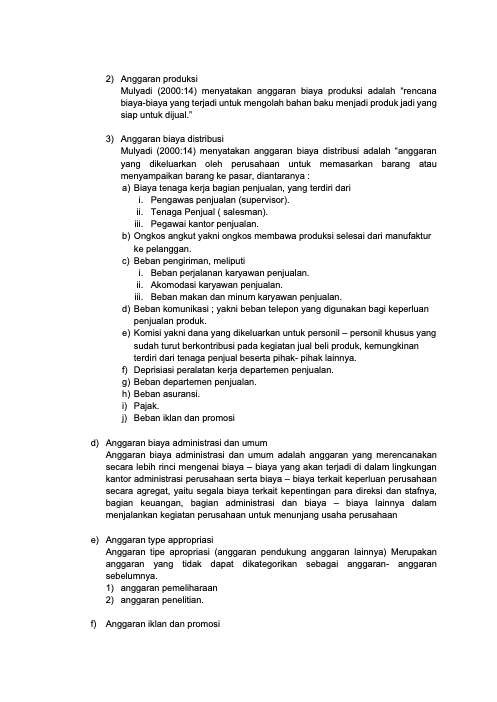 2) Anggaran produksi
Mulyadi (2000:14) menyatakan anggaran biaya produksi adalah “rencana
biaya-biaya yang terjadi untuk mengolah bahan baku menjadi produk jadi yang
siap untuk dijual.”
3) Anggaran biaya distribusi
Mulyadi (2000:14) menyatakan anggaran biaya distribusi adalah “anggaran
yang dikeluarkan oleh perusahaan untuk memasarkan barang atau
menyampaikan barang ke pasar, diantaranya :
a) Biaya tenaga kerja bagian penjualan, yang terdiri dari
i. Pengawas penjualan (supervisor).
ii. Tenaga Penjual ( salesman).
iii. Pegawai kantor penjualan.
b) Ongkos angkut yakni ongkos membawa produksi selesai dari manufaktur
ke pelanggan.
c) Beban pengiriman, meliputi
i. Beban perjalanan karyawan penjualan.
ii. Akomodasi karyawan penjualan.
iii. Beban makan dan minum karyawan penjualan.
d) Beban komunikasi ; yakni beban telepon yang digunakan bagi keperluan
penjualan produk.
e) Komisi yakni dana yang dikeluarkan untuk personil – personil khusus yang
sudah turut berkontribusi pada kegiatan jual beli produk, kemungkinan
terdiri dari tenaga penjual beserta pihak- pihak lainnya.
f) Deprisiasi peralatan kerja departemen penjualan.
g) Beban departemen penjualan.
h) Beban asuransi.
i) Pajak.
j) Beban iklan dan promosi
d) Anggaran biaya administrasi dan umum
Anggaran biaya administrasi dan umum adalah anggaran yang merencanakan
secara lebih rinci mengenai biaya – biaya yang akan terjadi di dalam lingkungan
kantor administrasi perusahaan serta biaya – biaya terkait keperluan perusahaan
secara agregat, yaitu segala biaya terkait kepentingan para direksi dan stafnya,
bagian keuangan, bagian administrasi dan biaya – biaya lainnya dalam
menjalankan kegiatan perusahaan untuk menunjang usaha perusahaan
e) Anggaran type appropriasi
Anggaran tipe apropriasi (anggaran pendukung anggaran lainnya) Merupakan
anggaran yang tidak dapat dikategorikan sebagai anggaran- anggaran
sebelumnya.
1) anggaran pemeliharaan
2) anggaran penelitian.
f) Anggaran iklan dan promosi